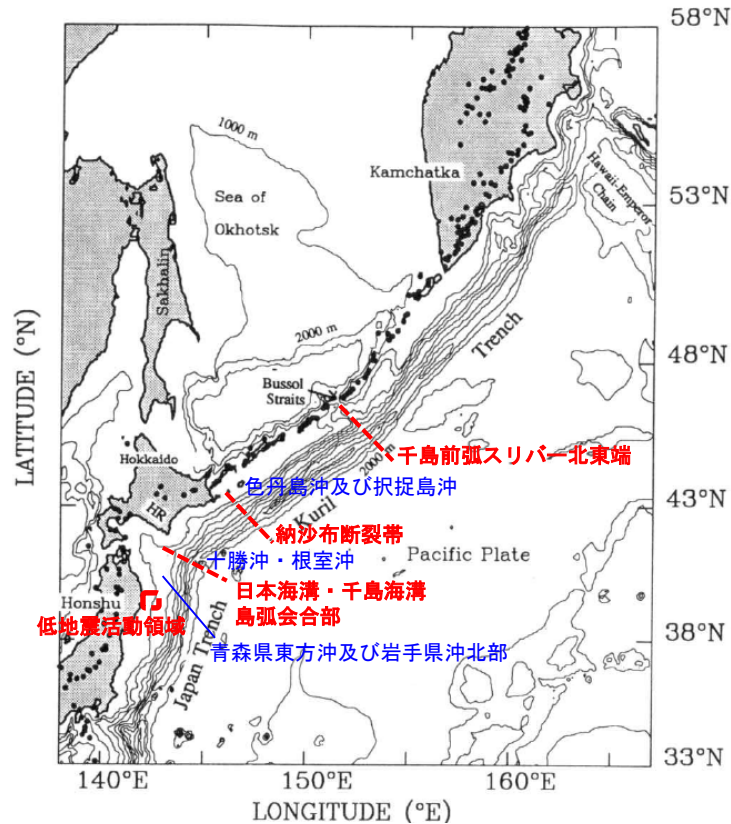 58°N
1000 m
Kamchatka
Hawaii-Emperor
Chain
53°N
Sea of
Okhotsk
Sakhalin
LATITUDE (°N)
2000 m
Trench
48°N
Bussol
Straits
Hokkaido
2000 m
千島前弧スリバー北東端
色丹島沖及び択捉島沖
43°N
HR
Kuril
納沙布断裂帯
Pacific Plate
十勝沖・根室沖
日本海溝・千島海溝
島弧会合部
Honshu
低地震活動領域
38°N
青森県東方沖及び岩手県沖北部
Japan Trench
33°N
140°E
150°E
160°E
LONGITUDE (°E)